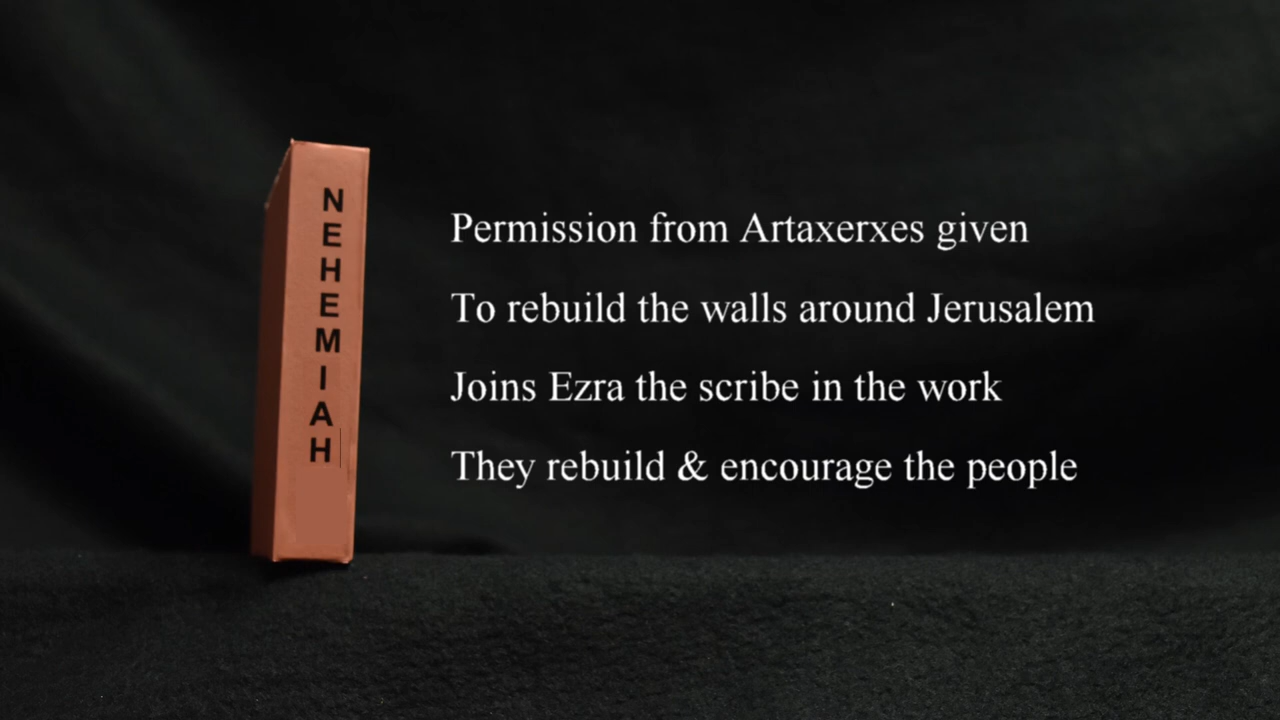 NEHEMIAH
Permission from Artaxerxes given
To rebuild the walls around Jerusalem
Joins Ezra the scribe in the work
They rebuild & encourage the people